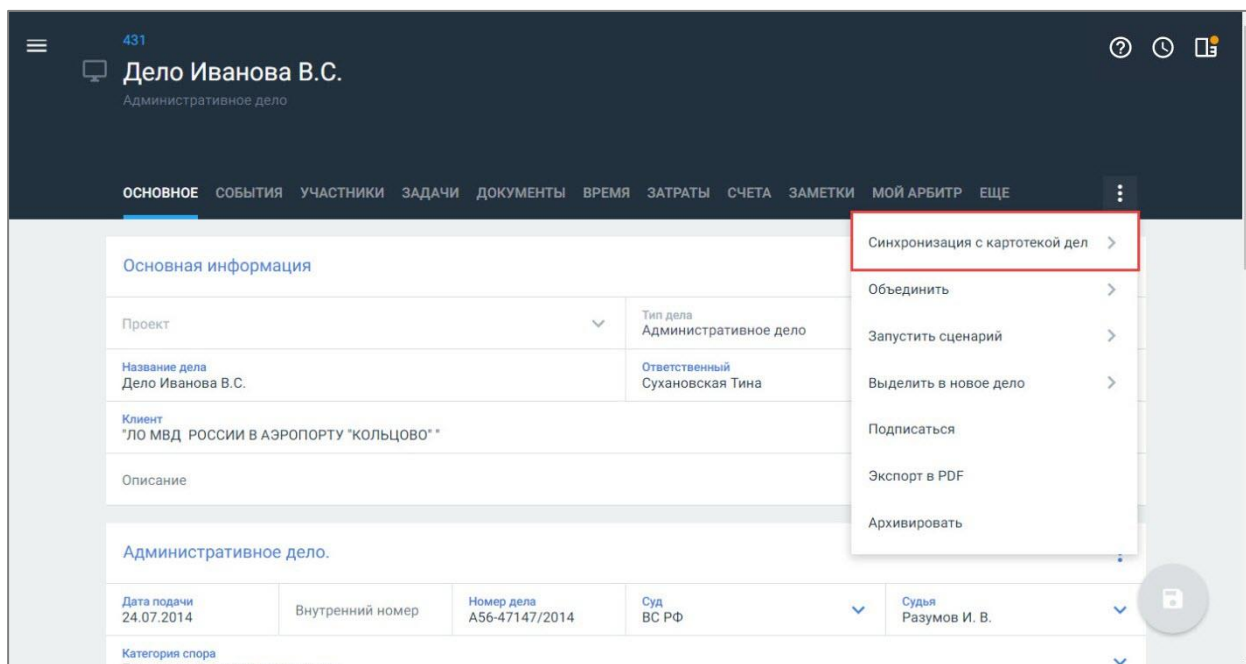 431
Дело Иванова В.С.
Административное дело
ОСНОВНОЕ СОБЫТИЯ УЧАСТНИКИ ЗАДАЧИ ДОКУМЕНТЫ ВРЕМЯ ЗАТРАТЫ СЧЕТА ЗАМЕТКИ МОЙ АРБИТР ЕЩЕ
Синхронизация с картотекой дел
Объединить
Запустить сценарий
Выделить в новое дело
Подписаться
Экспорт в PDF
Архивировать
Основная информация
Проект
Тип дела
Административное дело
Название дела
Дело Иванова В.С.
Ответственный
Сухановская Тина
Клиент
"ЛО МВД РОССИИ В АЭРОПОРТУ "КОЛЬЦОВО" "
Описание
Административное дело.
Дата подачи
24.07.2014
Внутренний номер
Номер дела
А56-47147/2014
Суд
ВС РФ
Судья
Разумов И. В.
Категория спора